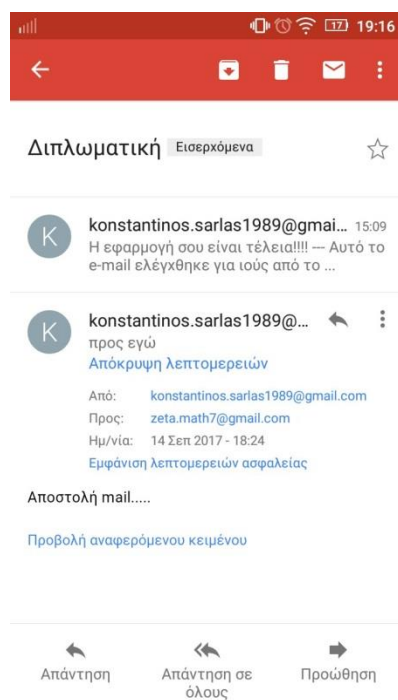 17 19:16
Διπλωματική Εισερχόμενα
K
konstantinos.sarlas1989@gmai... 15:09
Η εφαρμογή σου είναι τέλεια!!!! --- Αυτό το
e-mail ελέγχθηκε για ιούς από το ...
K
konstantinos.sarlas1989@...
προς εγώ
Απόκρυψη λεπτομερειών
Από: konstantinos.sarlas1989@gmail.com
Προς: zeta.math7@gmail.com
Ημ/νία: 14 Σεπ 2017 - 18:24
Εμφάνιση λεπτομερειών ασφαλείας
Αποστολή mail.....
Προβολή αναφερόμενου κειμένου
Απάντηση
Απάντηση σε
όλους
Προώθηση